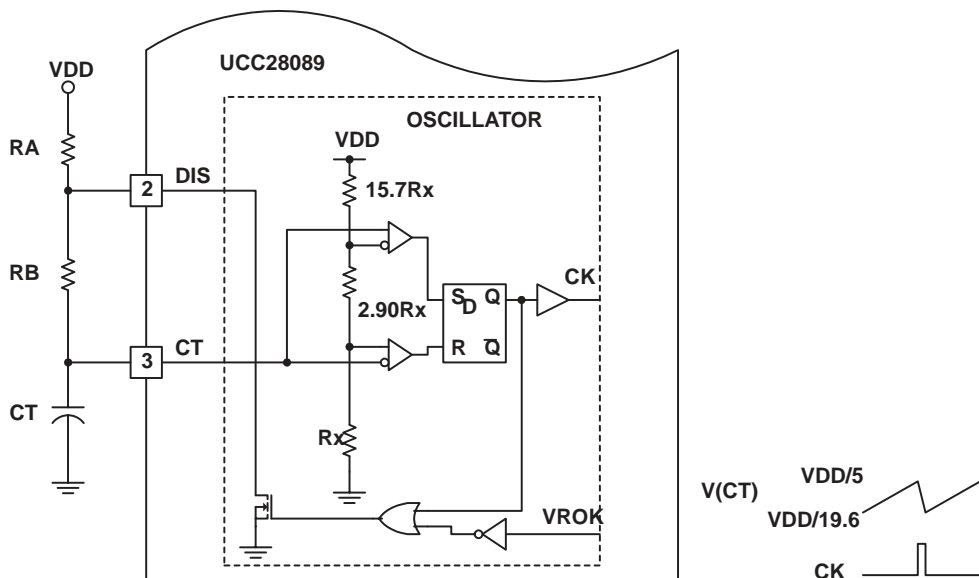 UCC28089
VDD
OSCILLATOR
VDD
RA
2 DIS
15.7Rx
RB
CK
S Q
D
2.90Rx
R Q̅
3 CT
CT
Rx
VROK
V(CT)
VDD/5
VDD/19.6
CK